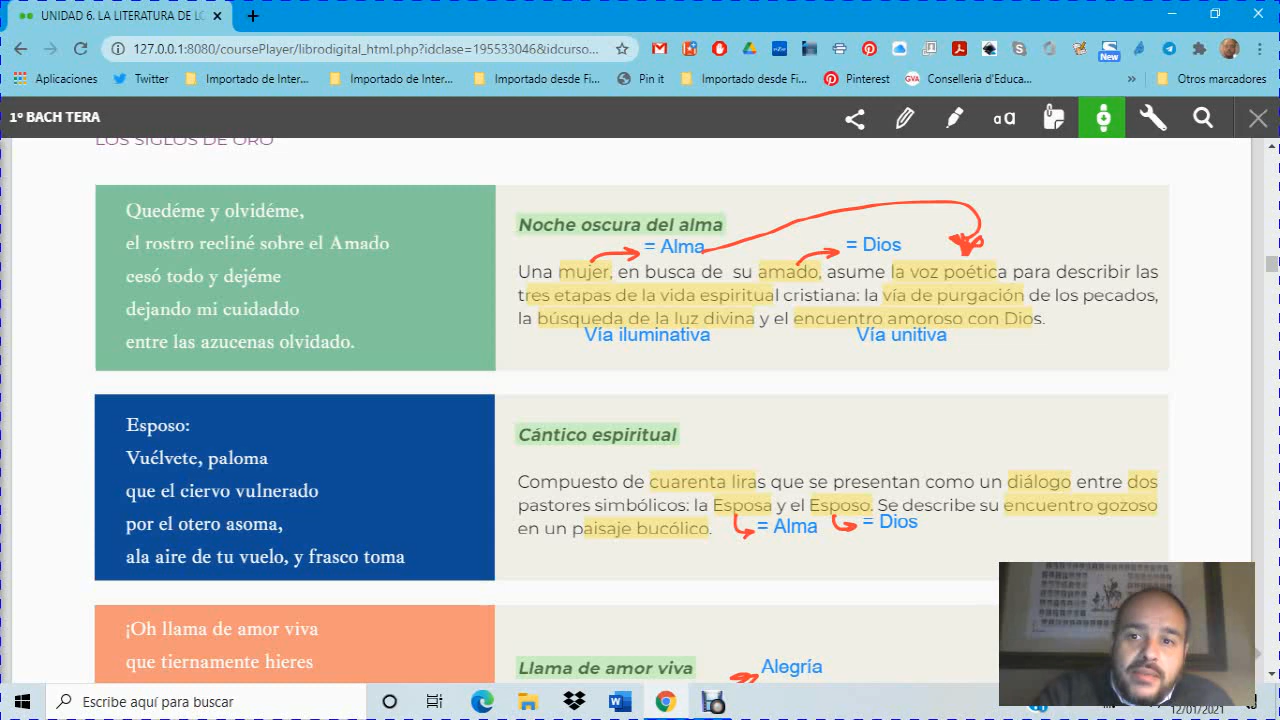 UNIDAD 6. LA LITERATURA DE LO
127.0.0.1:8080/coursePlayer/librodigital_html.php?idclase=195533046&idcurso...
New
Aplicaciones
Twitter
Importado de Inter...
Importado de Inter...
Importados desde Fi...
Pin it
Importado desde Fi...
Pinterest
GVA
Conselleria d'Educa...
»
Otros marcadores
1º BACH TERA
aa
LOS SIGLOS DE ORO
Quedéme y olvidéme,
el rostro recliné sobre el Amado
cesó todo y dejéme
dejando mi cuidaddo
entre las azucenas olvidado.
Noche oscura del alma
= Alma
= Dios
Una mujer, en busca de su amado, asume la voz poética para describir las
tres etapas de la vida espiritual cristiana: la vía de purgación de los pecados,
la búsqueda de la luz divina y el encuentro amoroso con Dios.
Vía iluminativa
Vía unitiva
Esposo:
Vuélvete, paloma
que el ciervo vulnerado
por el otero asoma,
ala aire de tu vuelo, y frasco toma
Cántico espiritual
Compuesto de cuarenta liras que se presentan como un diálogo entre dos
pastores simbólicos: la Esposa y el Esposo. Se describe su encuentro gozoso
en un paisaje bucólico.
= Alma
= Dios
¡Oh llama de amor viva
que tiernamente hieres
Llama de amor viva
Alegría
Escribe aquí para buscar
12/01/2021